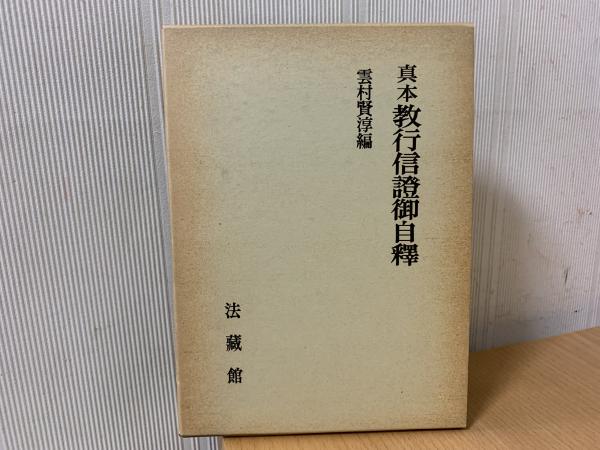 真本 教行信證御自釋
雲村賢淳編
法藏館